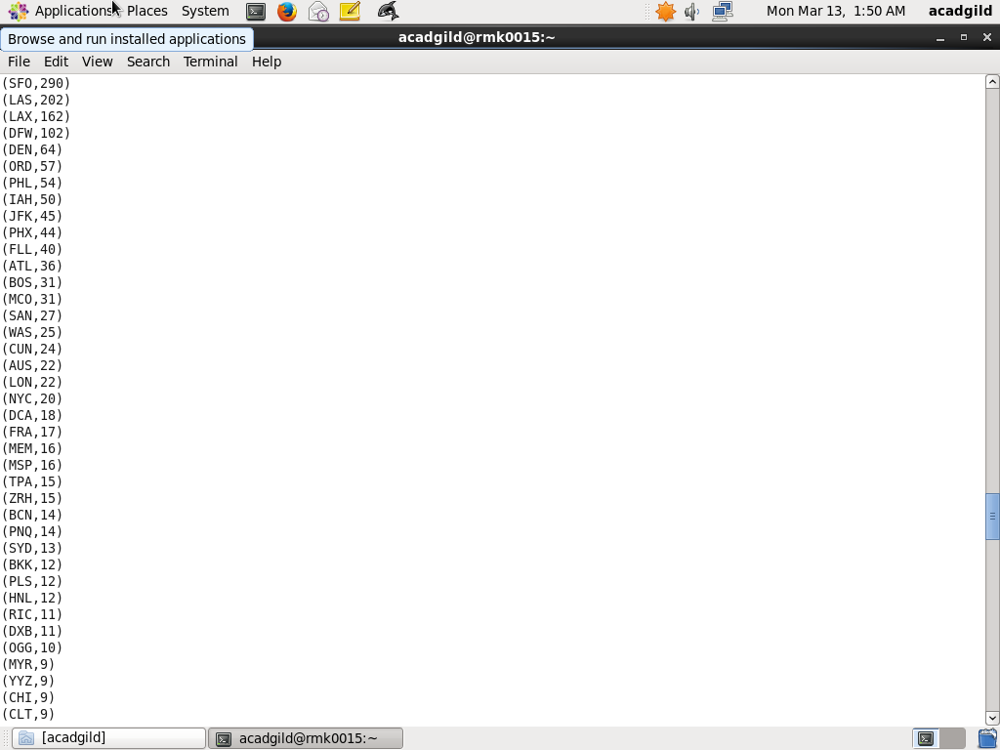 Applications Places System Mon Mar 13, 1:50 AM acadgild
Browse and run installed applications
acadgild@rmk0015:~
File Edit View Search Terminal Help
(SFO,290)
(LAS,202)
(LAX,162)
(DFW,102)
(DEN,64)
(ORD,57)
(PHL,54)
(IAH,50)
(JFK,45)
(PHX,44)
(FLL,40)
(ATL,36)
(BOS,31)
(MCO,31)
(SAN,27)
(WAS,25)
(CUN,24)
(AUS,22)
(LON,22)
(NYC,20)
(DCA,18)
(FRA,17)
(MEM,16)
(MSP,16)
(TPA,15)
(ZRH,15)
(BCN,14)
(PNQ,14)
(SYD,13)
(BKK,12)
(PLS,12)
(HNL,12)
(RIC,11)
(DXB,11)
(OGG,10)
(MYR,9)
(YYZ,9)
(CHI,9)
(CLT,9)
[acadgild] acadgild@rmk0015:~